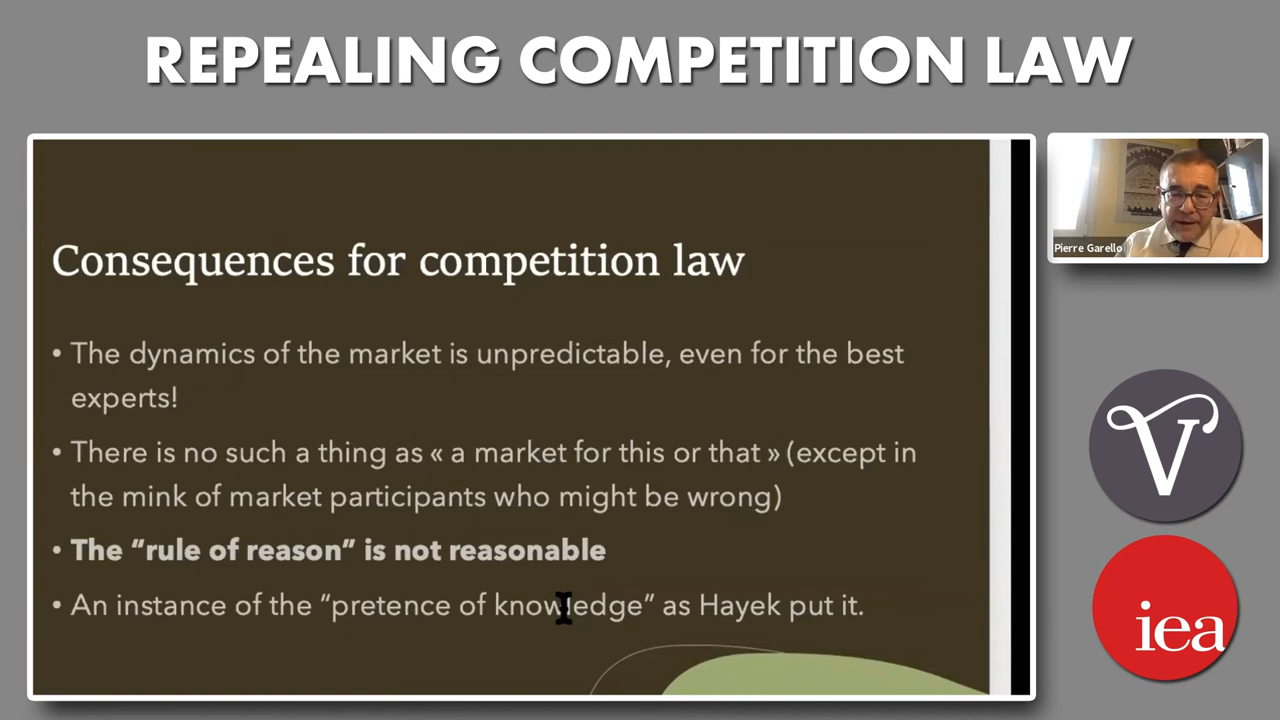 REPEALING COMPETITION LAW
Consequences for competition law
• The dynamics of the market is unpredictable, even for the best
experts!
• There is no such a thing as « a market for this or that » (except in
the mink of market participants who might be wrong)
• The “rule of reason” is not reasonable
• An instance of the “pretence of knowledge” as Hayek put it.
Pierre Garello
V
iea